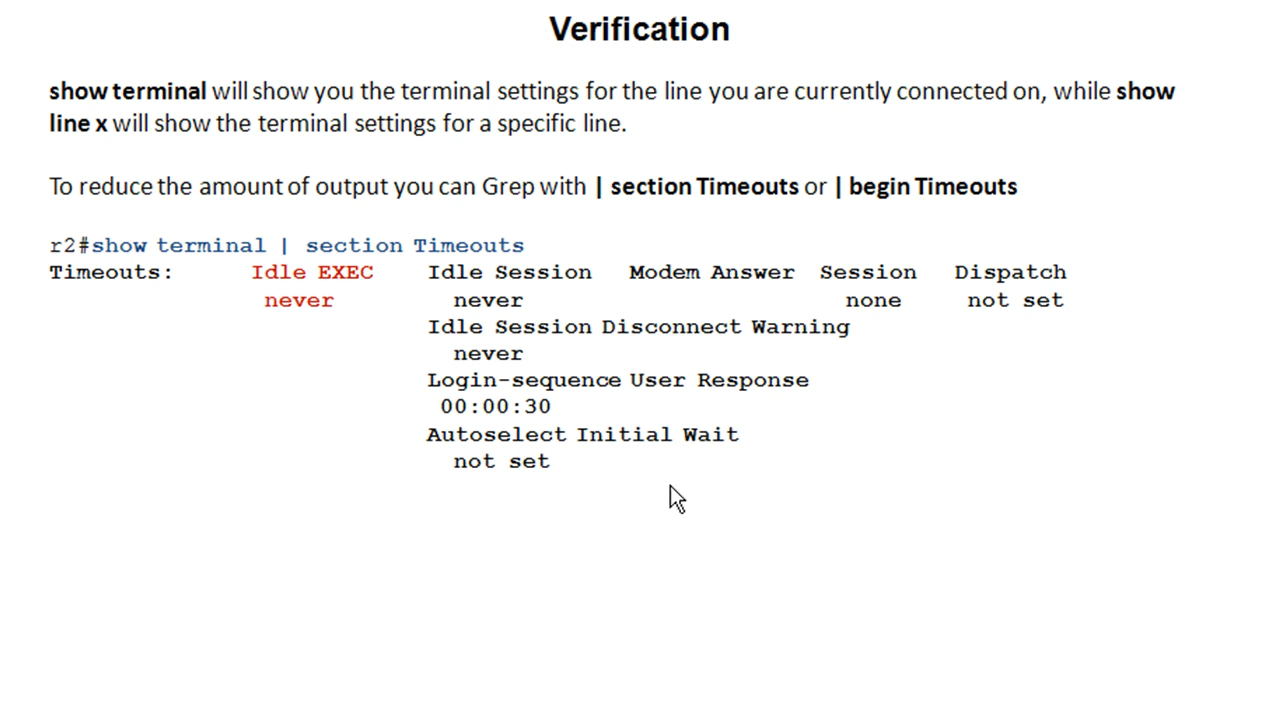 Verification
show terminal will show you the terminal settings for the line you are currently connected on, while show
line x will show the terminal settings for a specific line.
To reduce the amount of output you can Grep with | section Timeouts or | begin Timeouts
r2#show terminal | section Timeouts
Timeouts: Idle EXEC Idle Session Modem Answer Session Dispatch
never never none not set
Idle Session Disconnect Warning
never
Login-sequence User Response
00:00:30
Autoselect Initial Wait
not set